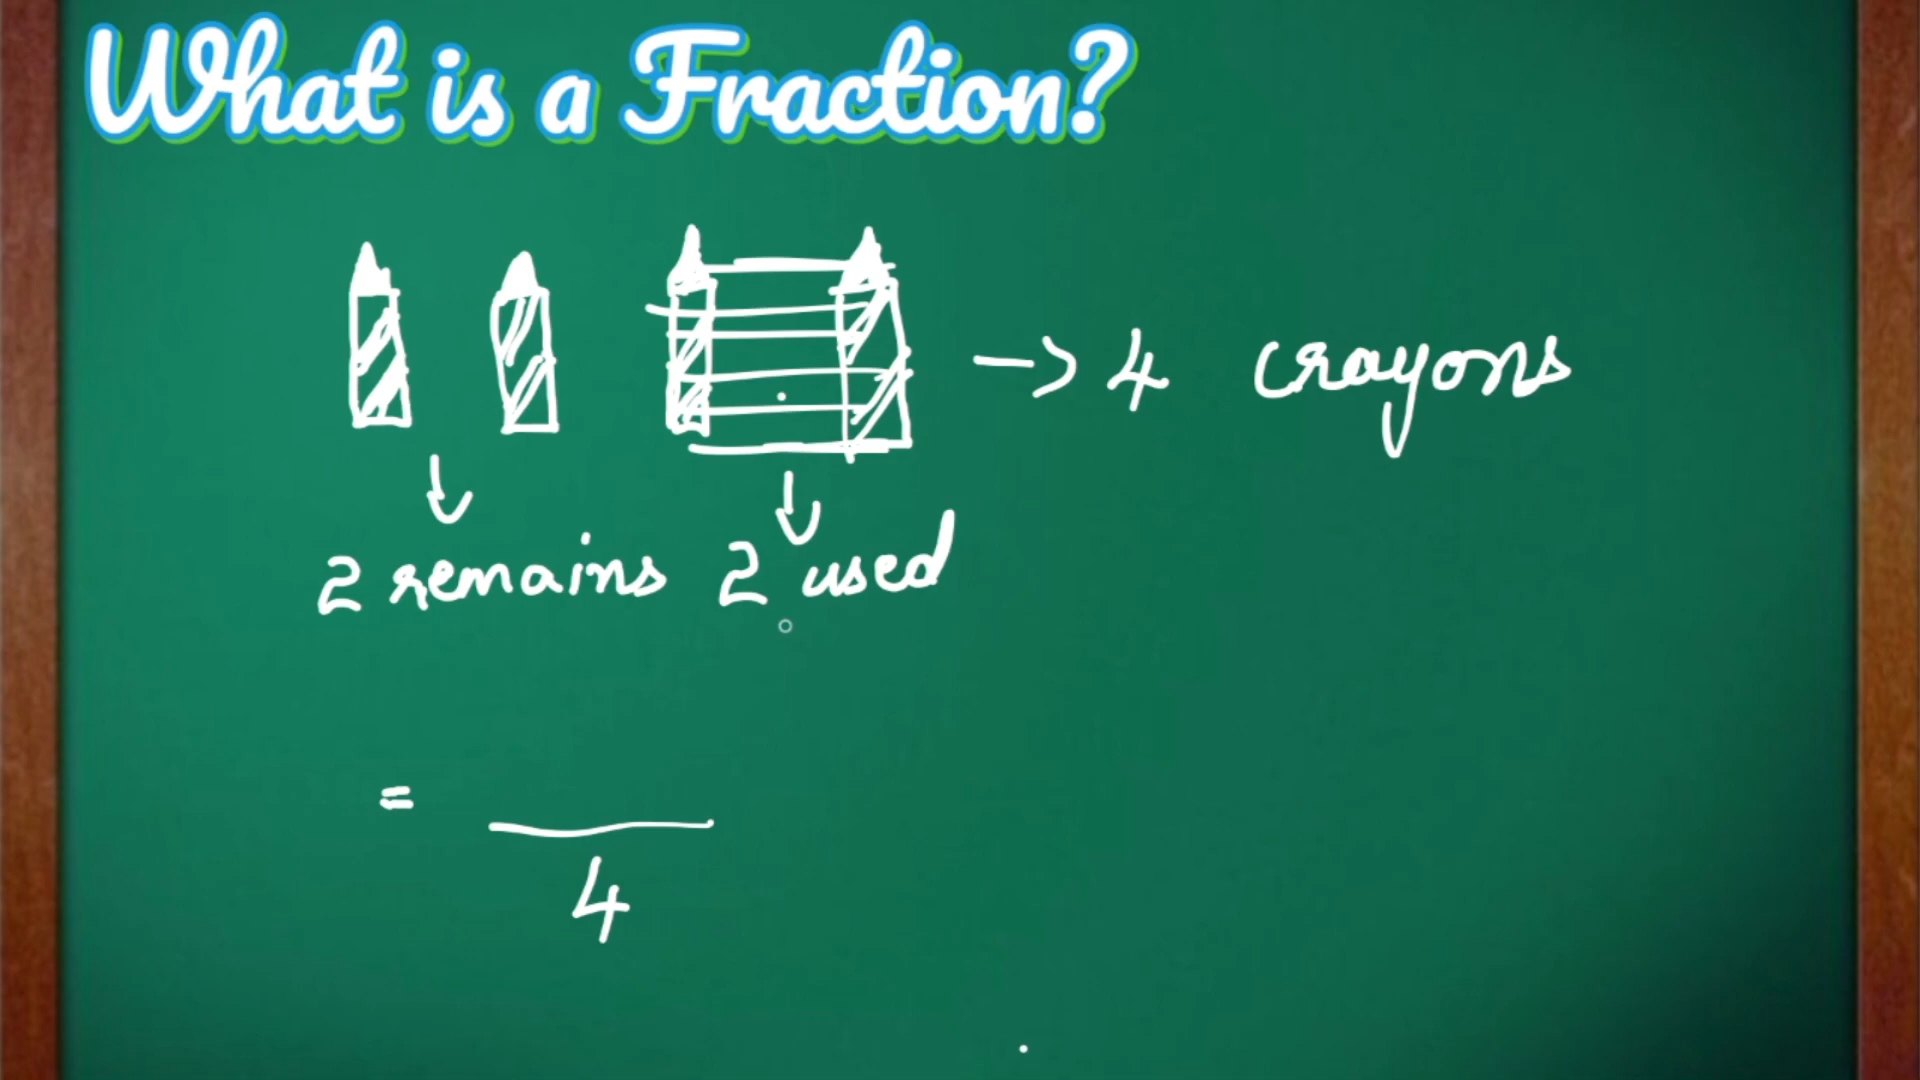 What is a Fraction?
→ 4 crayons
2 remains 2 used
= 
4